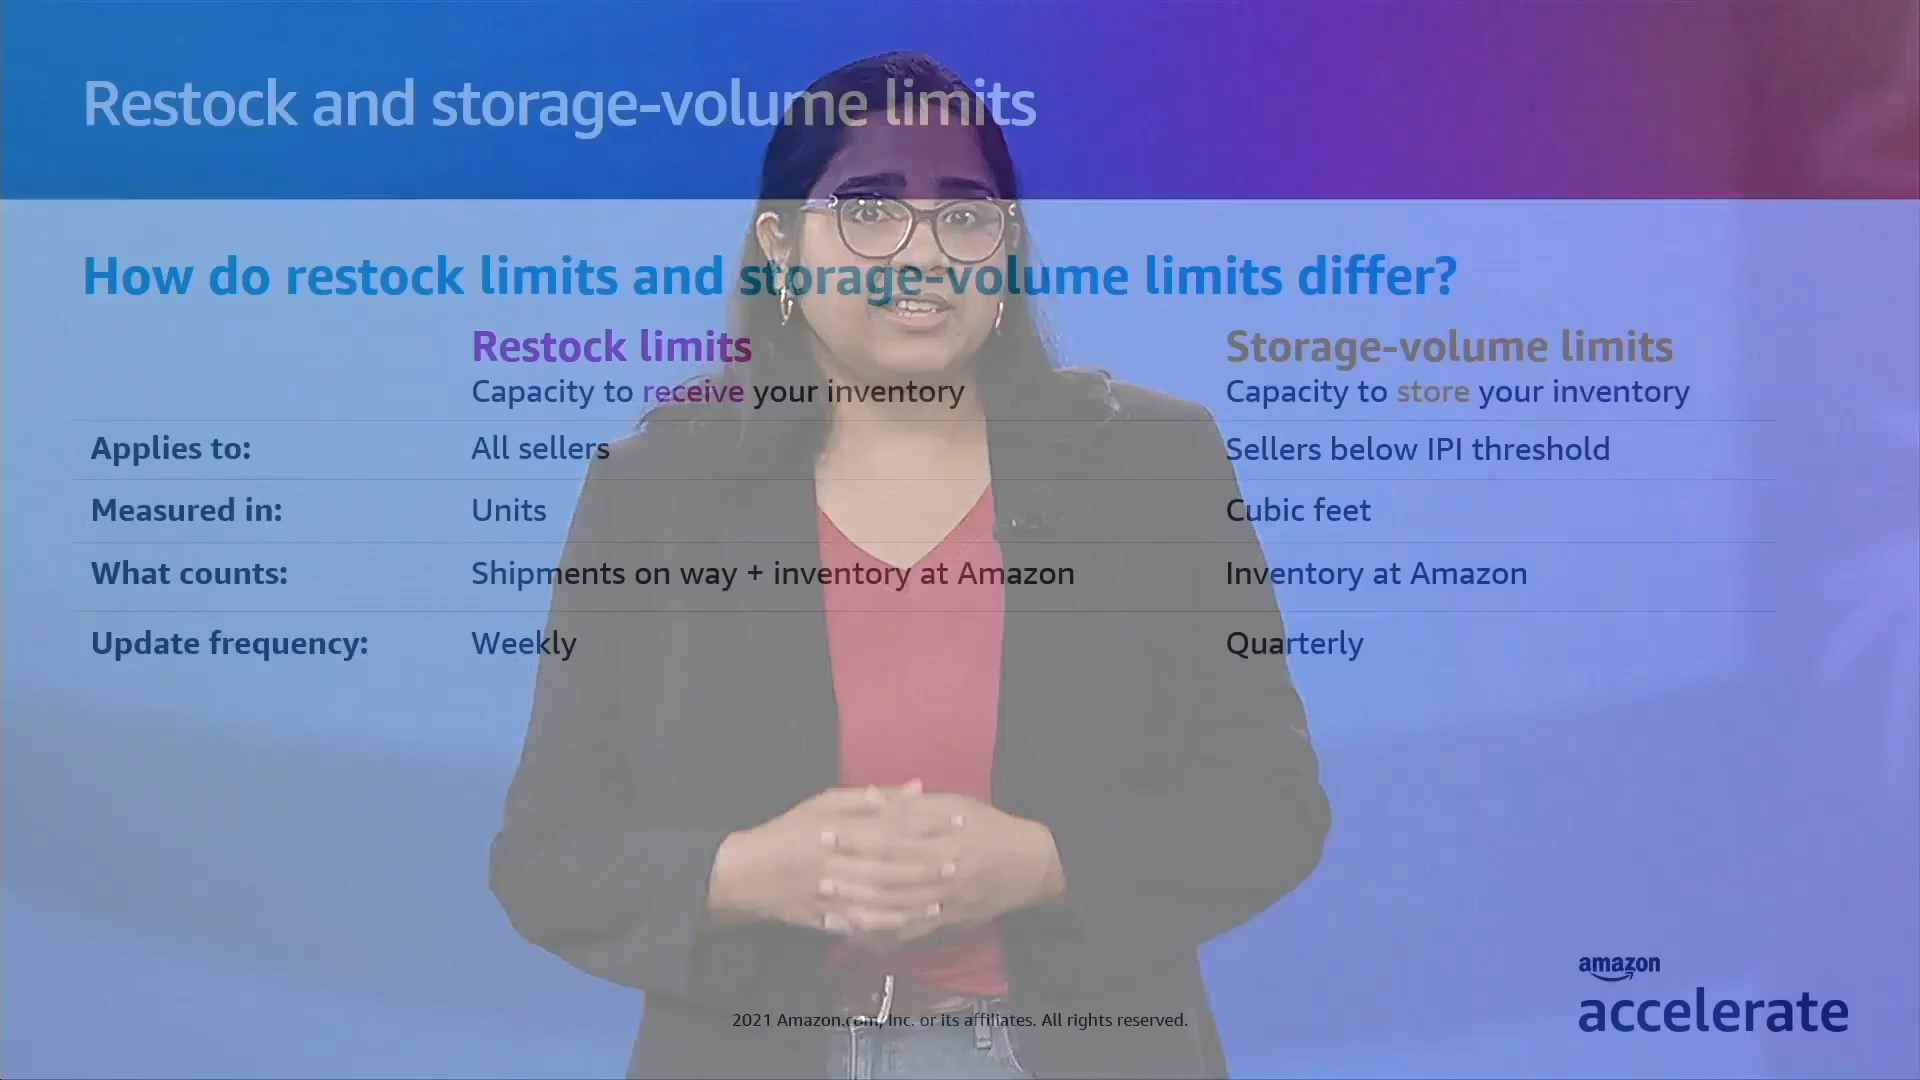 Restock and storage-volume limits
How do restock limits and storage-volume limits differ?
Restock limits
Storage-volume limits
Capacity to receive your inventory
Capacity to store your inventory
Applies to:
All sellers
Sellers below IPI threshold
Measured in:
Units
Cubic feet
What counts:
Shipments on way + inventory at Amazon
Inventory at Amazon
Update frequency:
Weekly
Quarterly
2021 Amazon.com, Inc. or its affiliates. All rights reserved.
amazon
accelerate